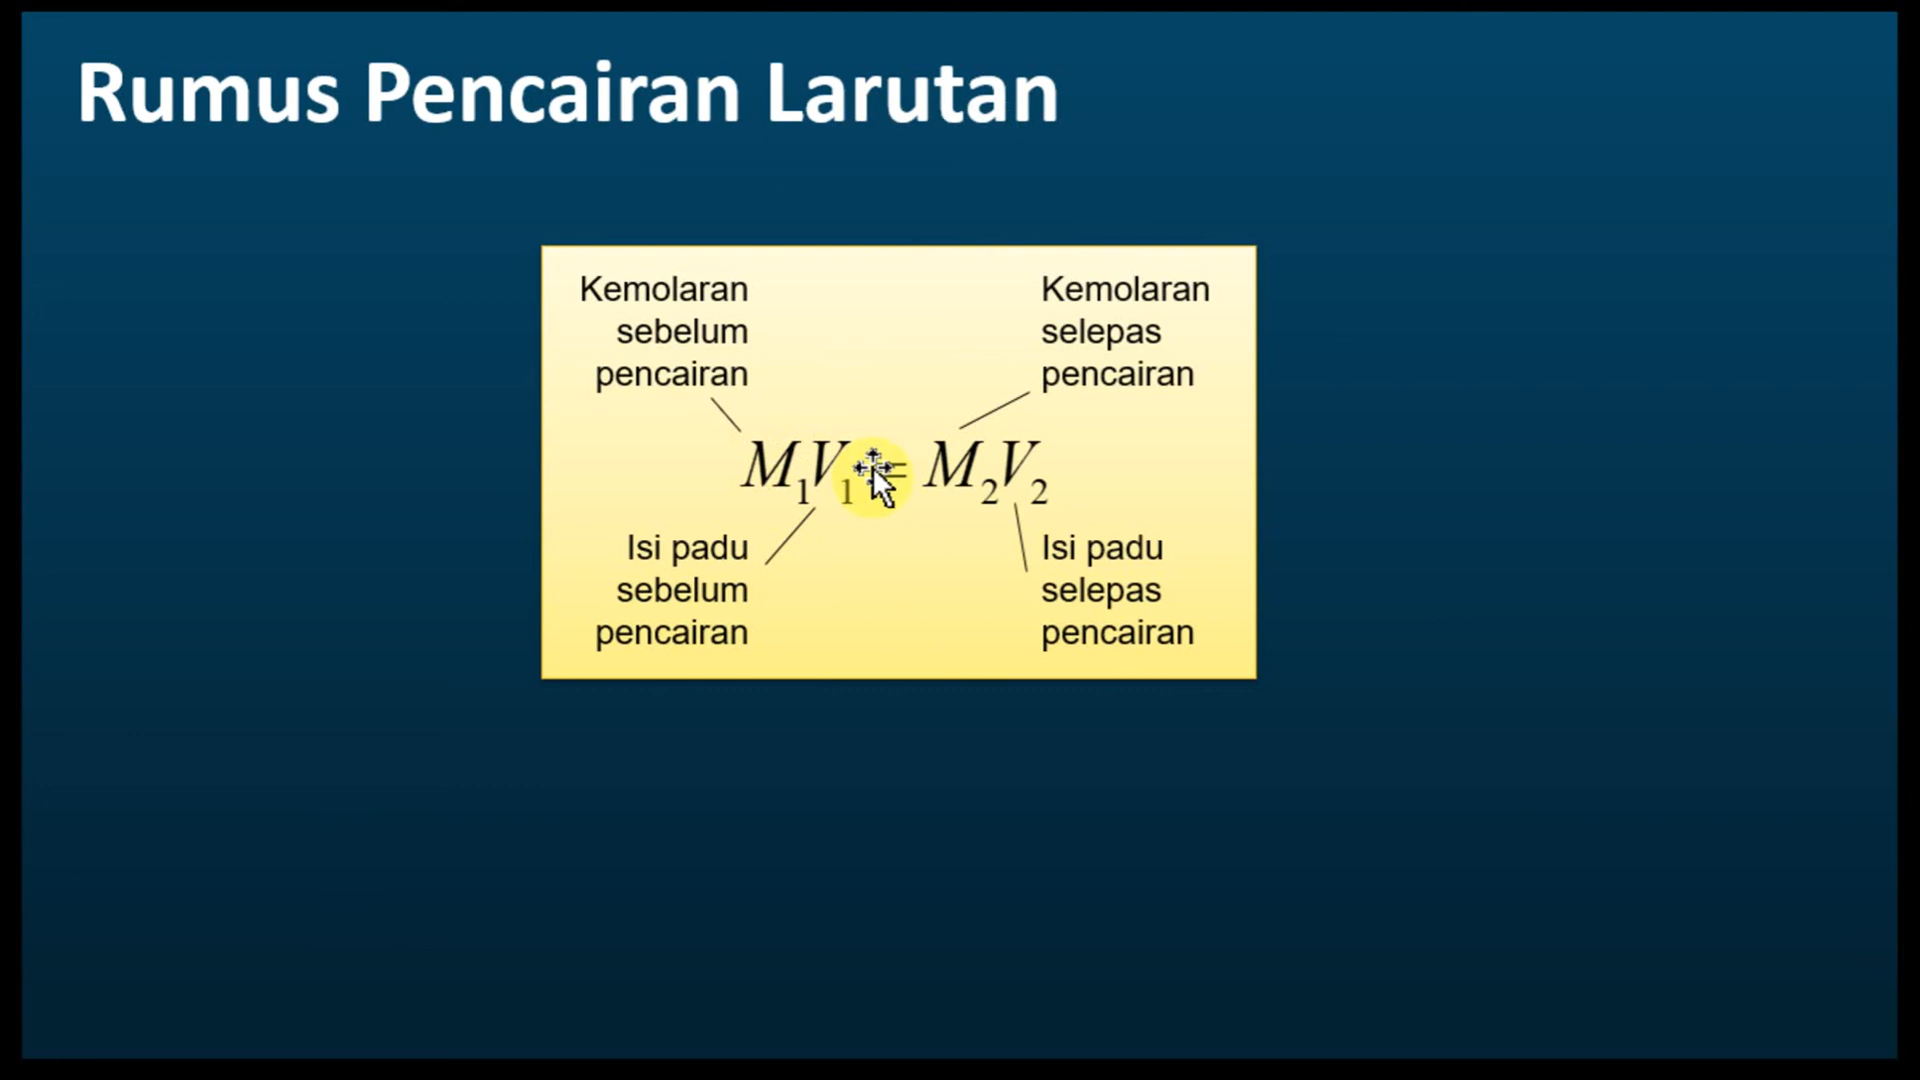 Rumus Pencairan Larutan
Kemolaran
sebelum
pencairan
Kemolaran
selepas
pencairan
M₁V₁ = M₂V₂
Isi padu
sebelum
pencairan
Isi padu
selepas
pencairan